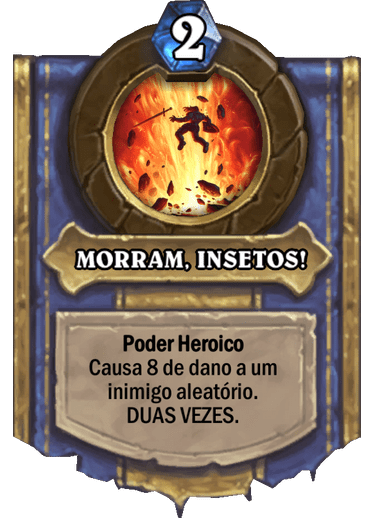 2
MORRAM, INSETOS!
Poder Heroico
Causa 8 de dano a um
inimigo aleatório.
DUAS VEZES.